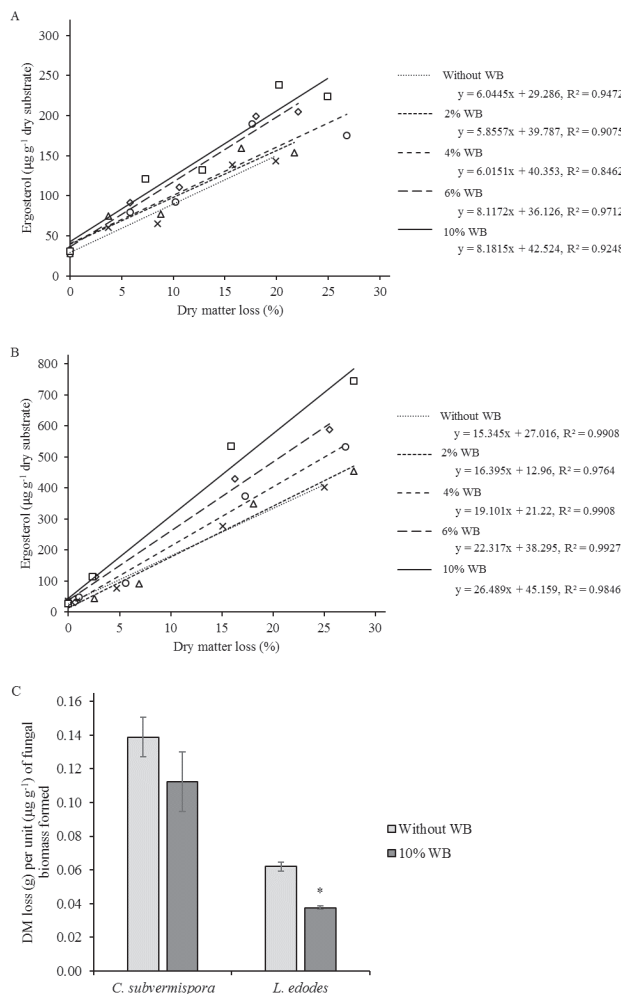 A
300
250
200
150
100
50
0
Ergosterol (µg g⁻¹ dry substrate)
0 5 10 15 20 25 30
Dry matter loss (%)
Without WB
y = 6.0445x + 29.286, R² = 0.9472
2% WB
y = 5.8557x + 39.787, R² = 0.9075
4% WB
y = 6.0151x + 40.353, R² = 0.8462
6% WB
y = 8.1172x + 36.126, R² = 0.9712
10% WB
y = 8.1815x + 42.524, R² = 0.9248
B
800
700
600
500
400
300
200
100
0
Ergosterol (µg g⁻¹ dry substrate)
0 5 10 15 20 25 30
Dry matter loss (%)
Without WB
y = 15.345x + 27.016, R² = 0.9908
2% WB
y = 16.395x + 12.96, R² = 0.9764
4% WB
y = 19.101x + 21.22, R² = 0.9908
6% WB
y = 22.317x + 38.295, R² = 0.9927
10% WB
y = 26.489x + 45.159, R² = 0.9846
C
0.16
0.14
0.12
0.10
0.08
0.06
0.04
0.02
0.00
DM loss (g) per unit (µg g⁻¹) of fungal
biomass formed
*
C. subvermispora L. edodes
Without WB
10% WB